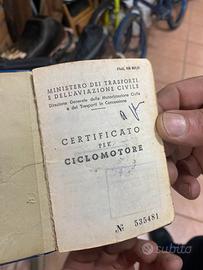 MINISTERO DEI TRASPORTI
E DELL'AVIAZIONE CIVILE
Direzione Generale della Motorizzazione Civile
e dei Trasporti in Concessione
CERTIFICATO
PER
CICLOMOTORE
N° 535481
subito